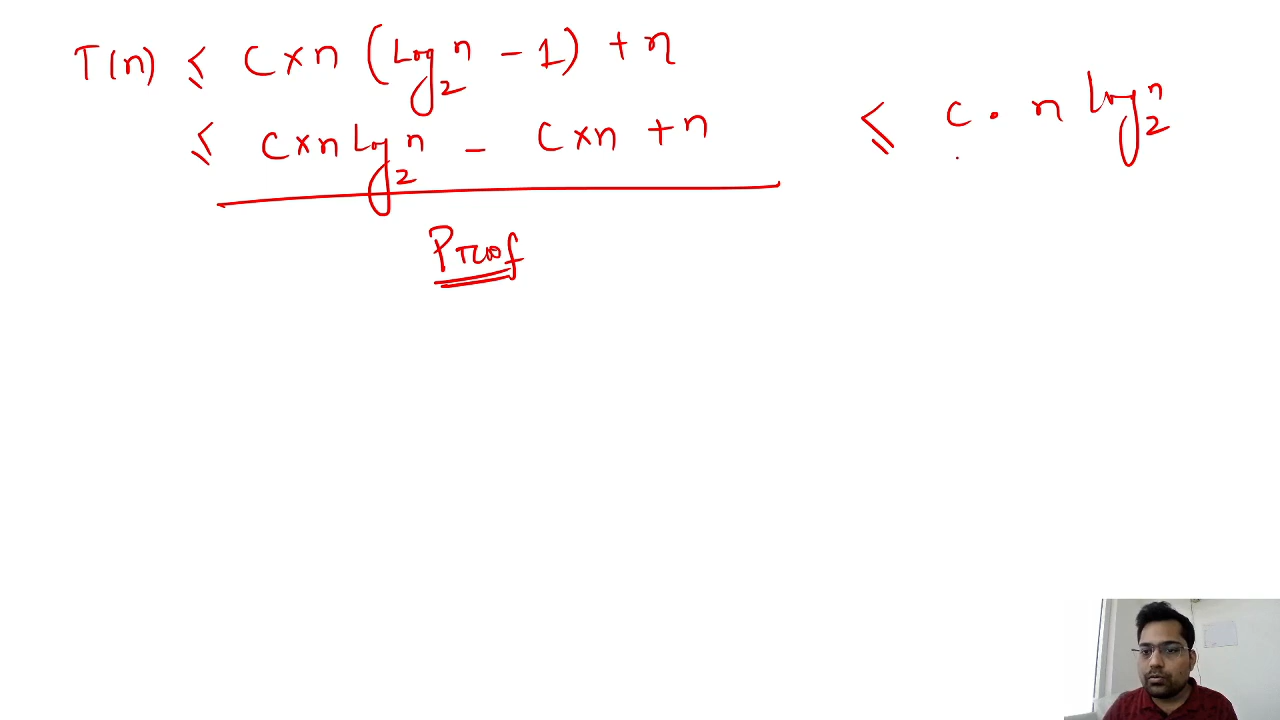 T(n) ≤ C × n (Log₂ n − 1) + n
≤ C × n Log₂ n − C × n + n ≤ C · n Log₂ n
Proof